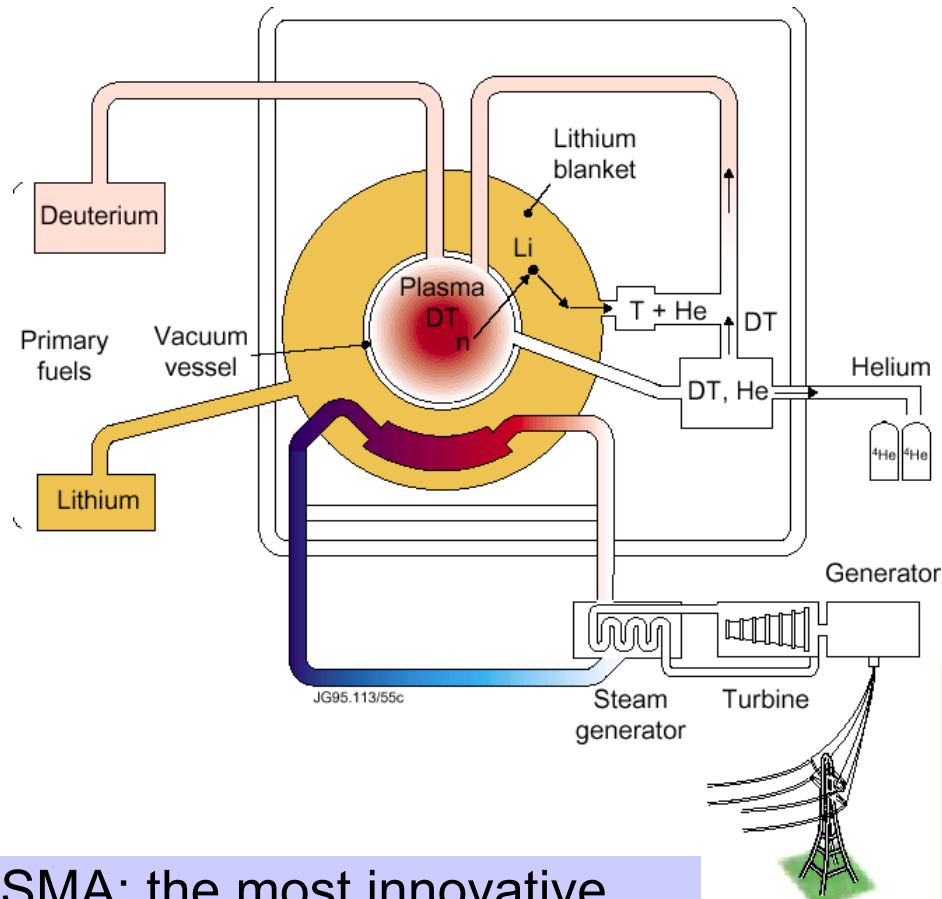 Lithium
blanket
Deuterium
Li
Plasma
DT
n
T + He
DT
Primary
fuels
Vacuum
vessel
DT, He
Helium
⁴He ⁴He
Lithium
Generator
JG95.113/55c
Steam
generator
Turbine
SMA: the most innovative